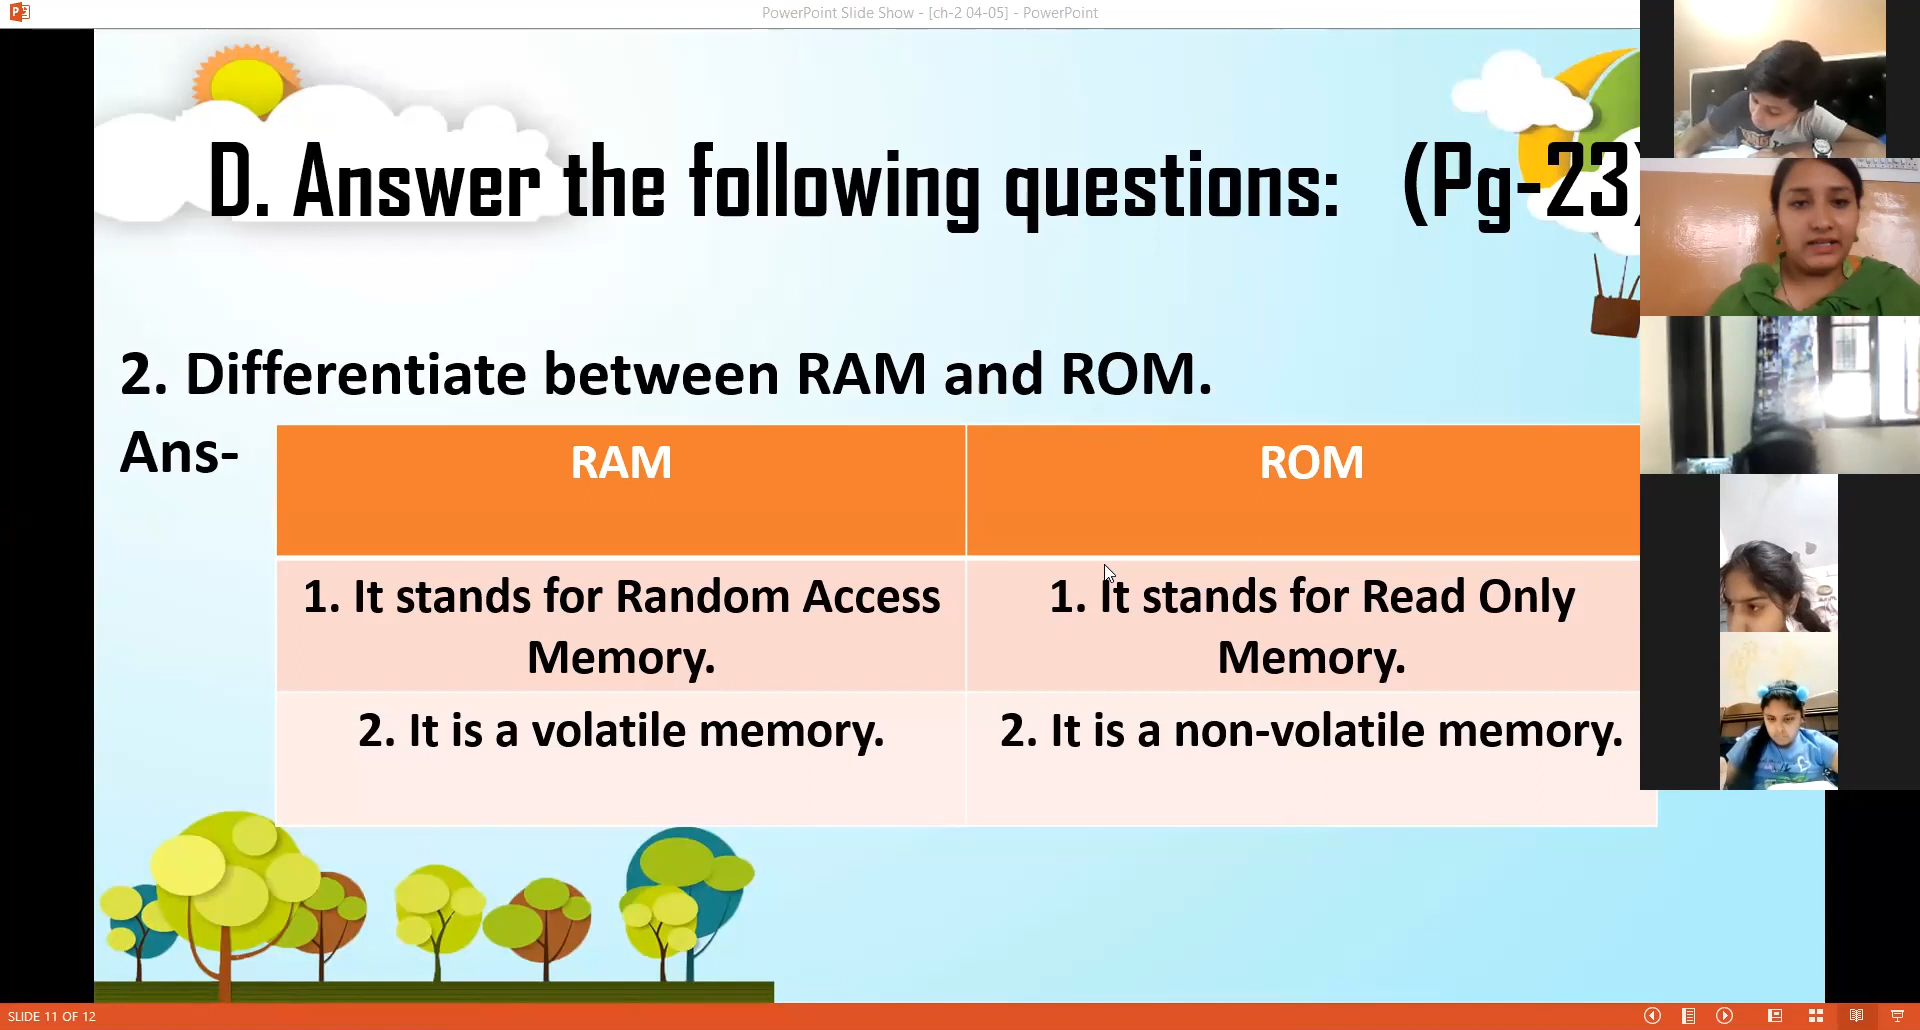 PowerPoint Slide Show - [ch-2 04-05] - PowerPoint
D. Answer the following questions: (Pg-23)
2. Differentiate between RAM and ROM.
Ans-
RAM
ROM
1. It stands for Random Access
Memory.
1. It stands for Read Only
Memory.
2. It is a volatile memory.
2. It is a non-volatile memory.
SLIDE 11 OF 12